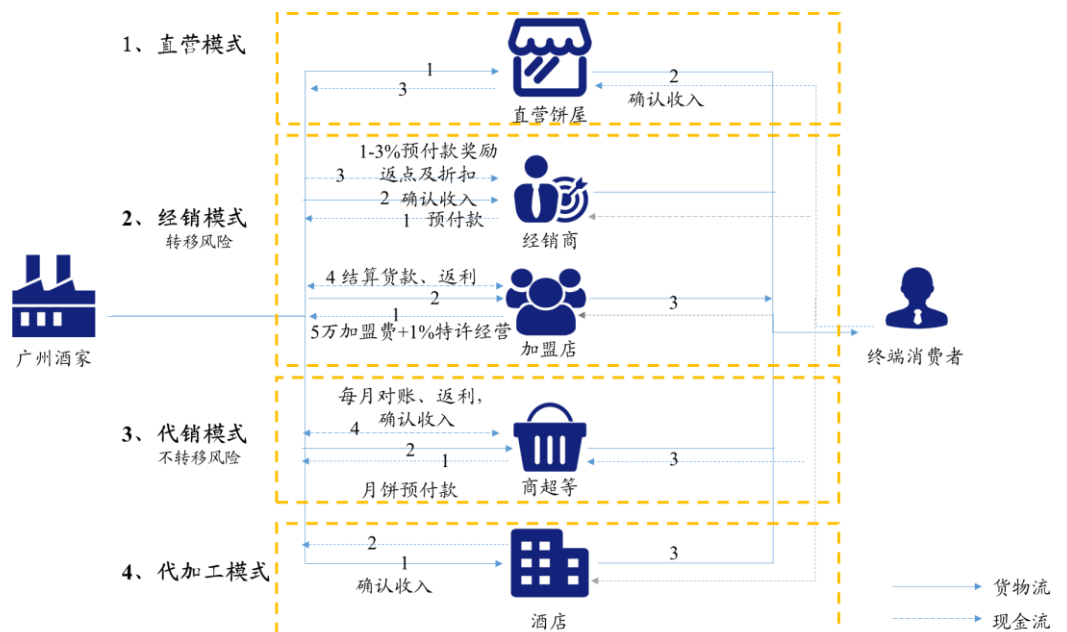 1、直营模式
1
3
2
确认收入
直营饼屋
1-3%预付款奖励
返点及折扣
3
2 确认收入
1 预付款
经销商
2、经销模式
转移风险
4 结算货款、返利
2
1
5万加盟费+1%特许经营
加盟店
3
广州酒家
终端消费者
每月对账、返利，
确认收入
4
3、代销模式
不转移风险
2
1
月饼预付款
商超等
3
2
1
确认收入
4、代加工模式
酒店
3
货物流
现金流